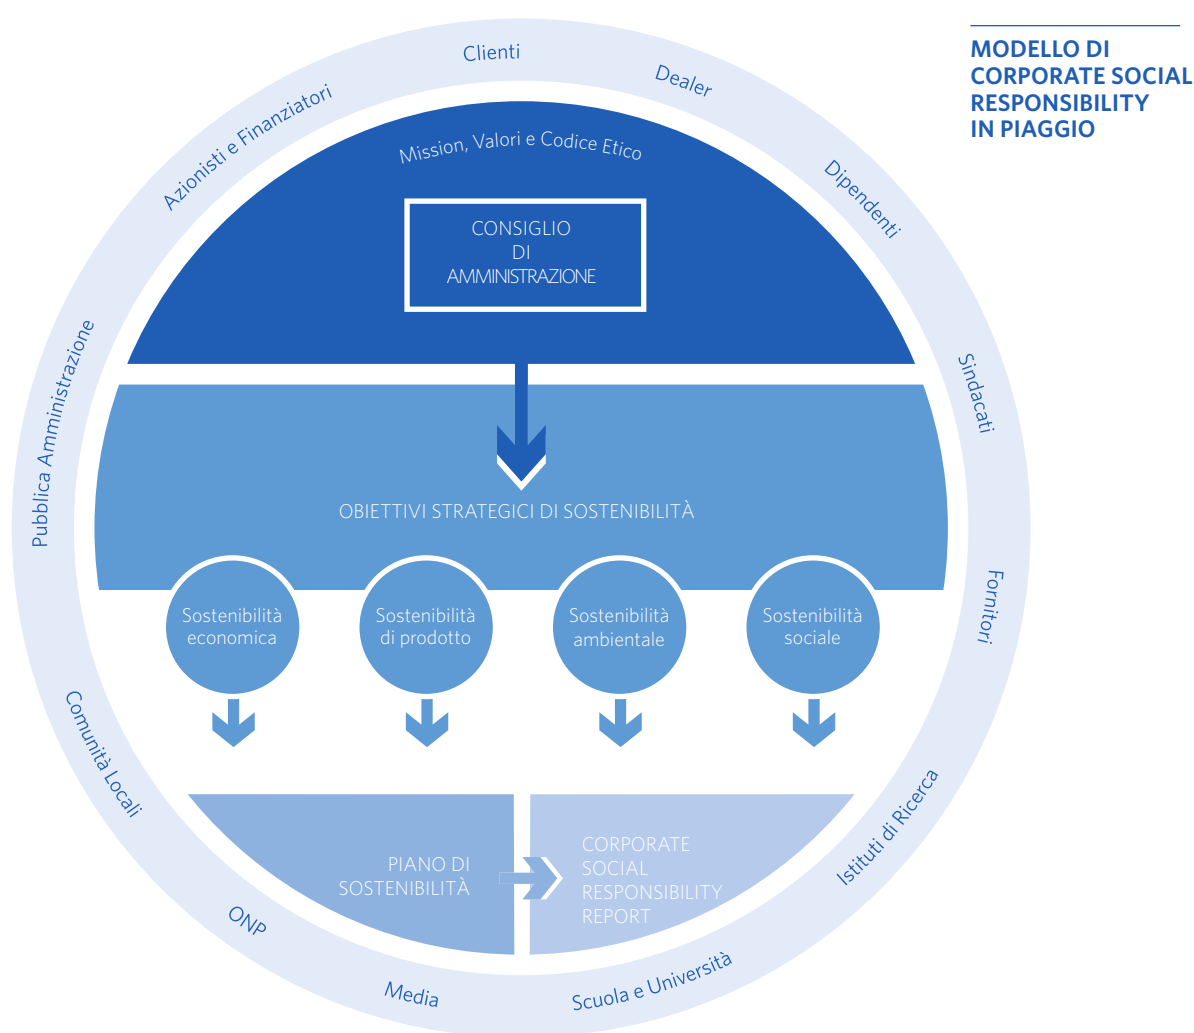 MODELLO DI
CORPORATE SOCIAL
RESPONSIBILITY
IN PIAGGIO
Clienti
Dealer
Dipendenti
Sindacati
Fornitori
Istituti di Ricerca
Scuola e Università
Media
ONP
Comunità Locali
Pubblica Amministrazione
Azionisti e Finanziatori
Mission, Valori e Codice Etico
CONSIGLIO
DI
AMMINISTRAZIONE
OBIETTIVI STRATEGICI DI SOSTENIBILITÀ
Sostenibilità
economica
Sostenibilità
di prodotto
Sostenibilità
ambientale
Sostenibilità
sociale
PIANO DI
SOSTENIBILITÀ
CORPORATE
SOCIAL
RESPONSIBILITY
REPORT